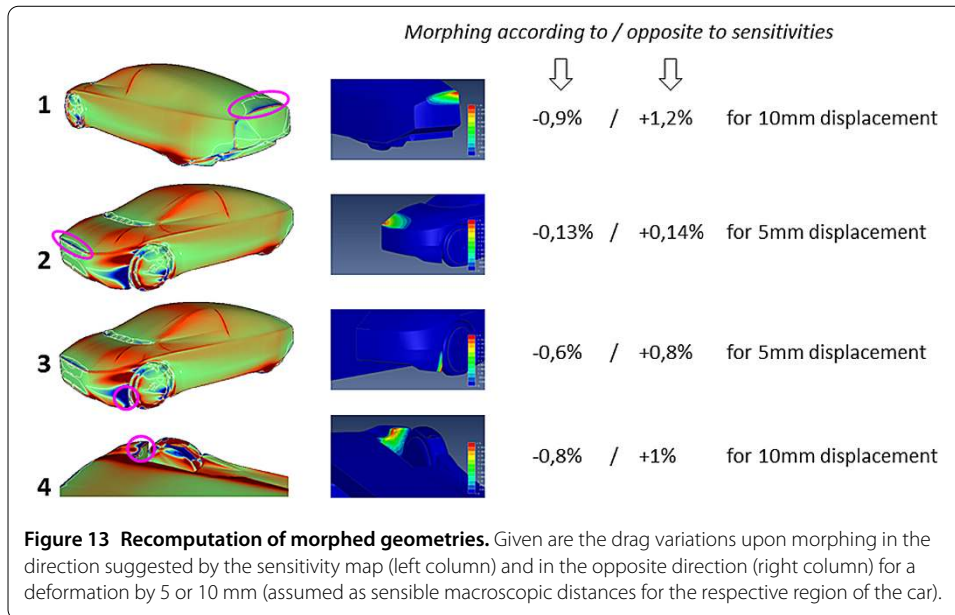 Morphing according to / opposite to sensitivities
1 -0,9% / +1,2% for 10mm displacement
2 -0,13% / +0,14% for 5mm displacement
3 -0,6% / +0,8% for 5mm displacement
4 -0,8% / +1% for 10mm displacement
Figure 13 Recomputation of morphed geometries. Given are the drag variations upon morphing in the
direction suggested by the sensitivity map (left column) and in the opposite direction (right column) for a
deformation by 5 or 10 mm (assumed as sensible macroscopic distances for the respective region of the car).